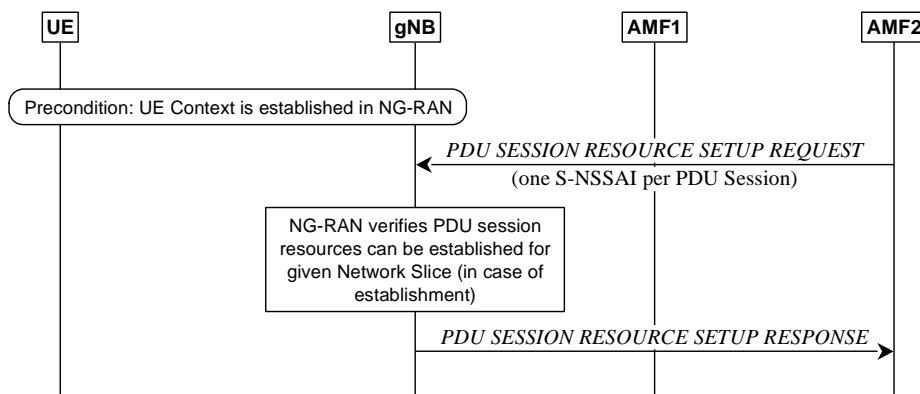 UE
gNB
AMF1
AMF2
Precondition: UE Context is established in NG-RAN
PDU SESSION RESOURCE SETUP REQUEST
(one S-NSSAI per PDU Session)
NG-RAN verifies PDU session
resources can be established for
given Network Slice (in case of
establishment)
PDU SESSION RESOURCE SETUP RESPONSE